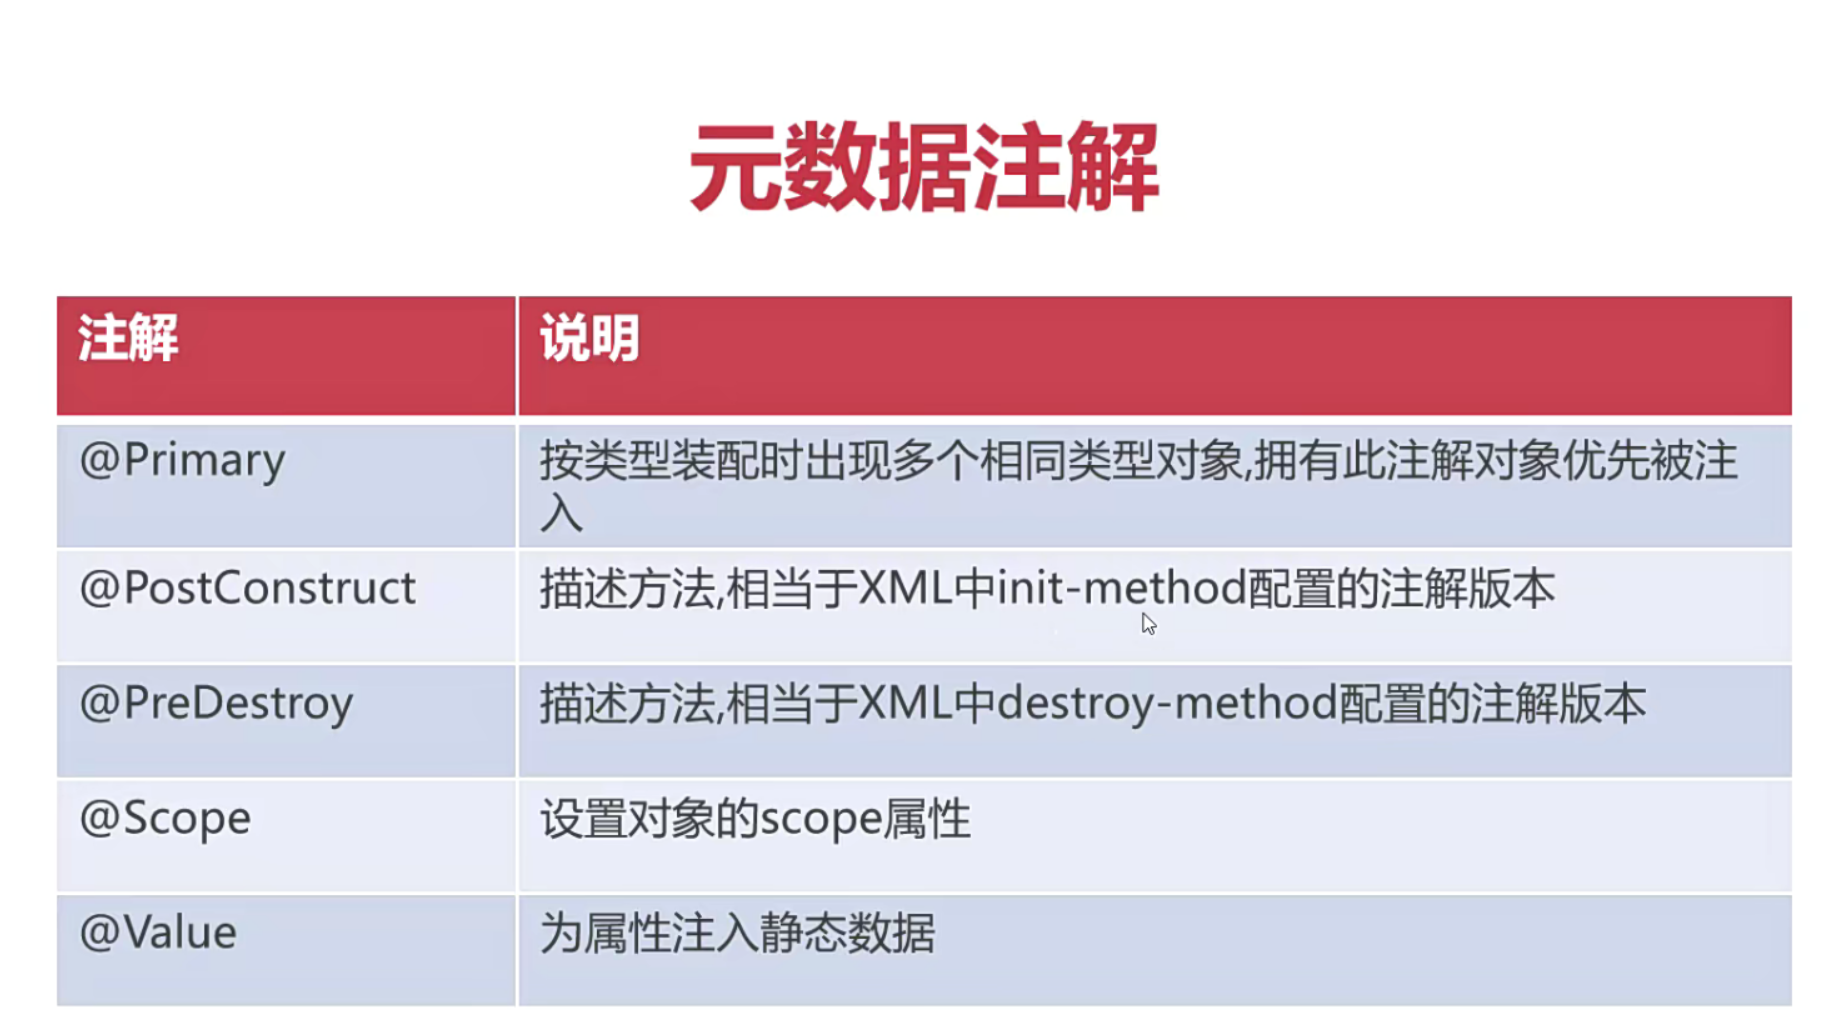 元数据注解
注解
说明
@Primary
按类型装配时出现多个相同类型对象,拥有此注解对象优先被注
入
@PostConstruct
描述方法,相当于XML中init-method配置的注解版本
@PreDestroy
描述方法,相当于XML中destroy-method配置的注解版本
@Scope
设置对象的scope属性
@Value
为属性注入静态数据